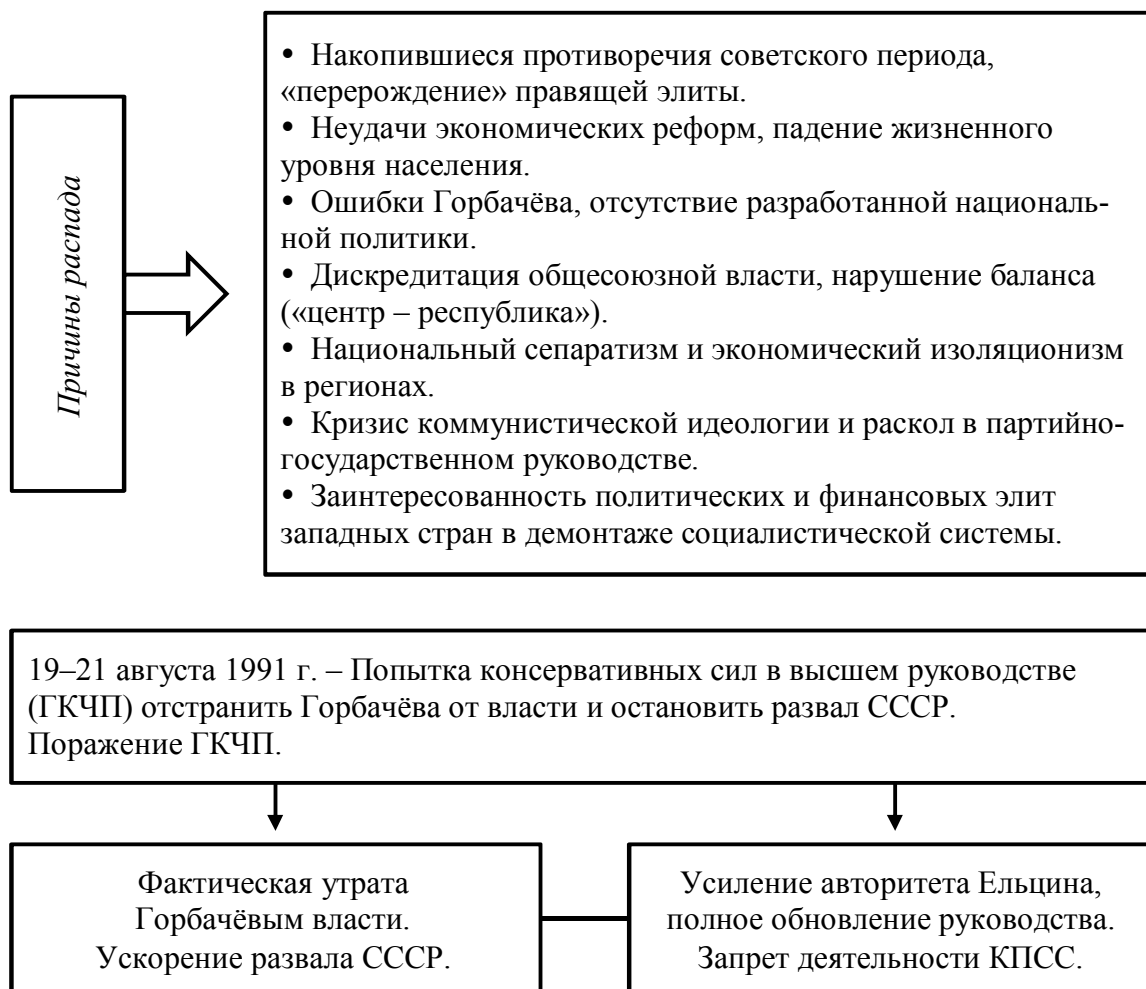 Причины распада
• Накопившиеся противоречия советского периода,
«перерождение» правящей элиты.
• Неудачи экономических реформ, падение жизненного
уровня населения.
• Ошибки Горбачёва, отсутствие разработанной националь-
ной политики.
• Дискредитация общесоюзной власти, нарушение баланса
(«центр – республика»).
• Национальный сепаратизм и экономический изоляционизм
в регионах.
• Кризис коммунистической идеологии и раскол в партийно-
государственном руководстве.
• Заинтересованность политических и финансовых элит
западных стран в демонтаже социалистической системы.
19–21 августа 1991 г. – Попытка консервативных сил в высшем руководстве
(ГКЧП) отстранить Горбачёва от власти и остановить развал СССР.
Поражение ГКЧП.
Фактическая утрата
Горбачёвым власти.
Ускорение развала СССР.
Усиление авторитета Ельцина,
полное обновление руководства.
Запрет деятельности КПСС.